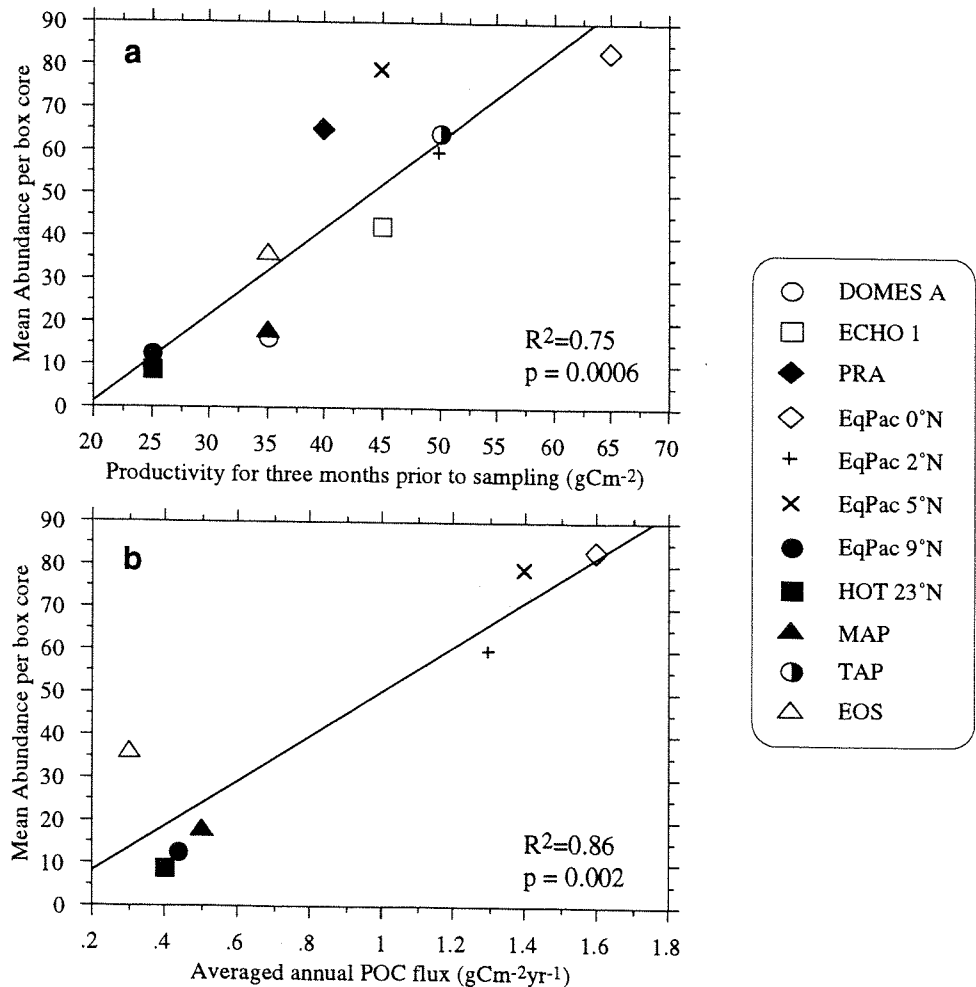 a
Mean Abundance per box core
90
80
70
60
50
40
30
20
10
0
R2=0.75
p = 0.0006
20 25 30 35 40 45 50 55 60 65 70
Productivity for three months prior to sampling (gCm-2)
b
Mean Abundance per box core
90
80
70
60
50
40
30
20
10
0
R2=0.86
p = 0.002
.2 .4 .6 .8 1 1.2 1.4 1.6 1.8
Averaged annual POC flux (gCm-2yr-1)
DOMES A
ECHO 1
PRA
EqPac 0°N
EqPac 2°N
EqPac 5°N
EqPac 9°N
HOT 23°N
MAP
TAP
EOS